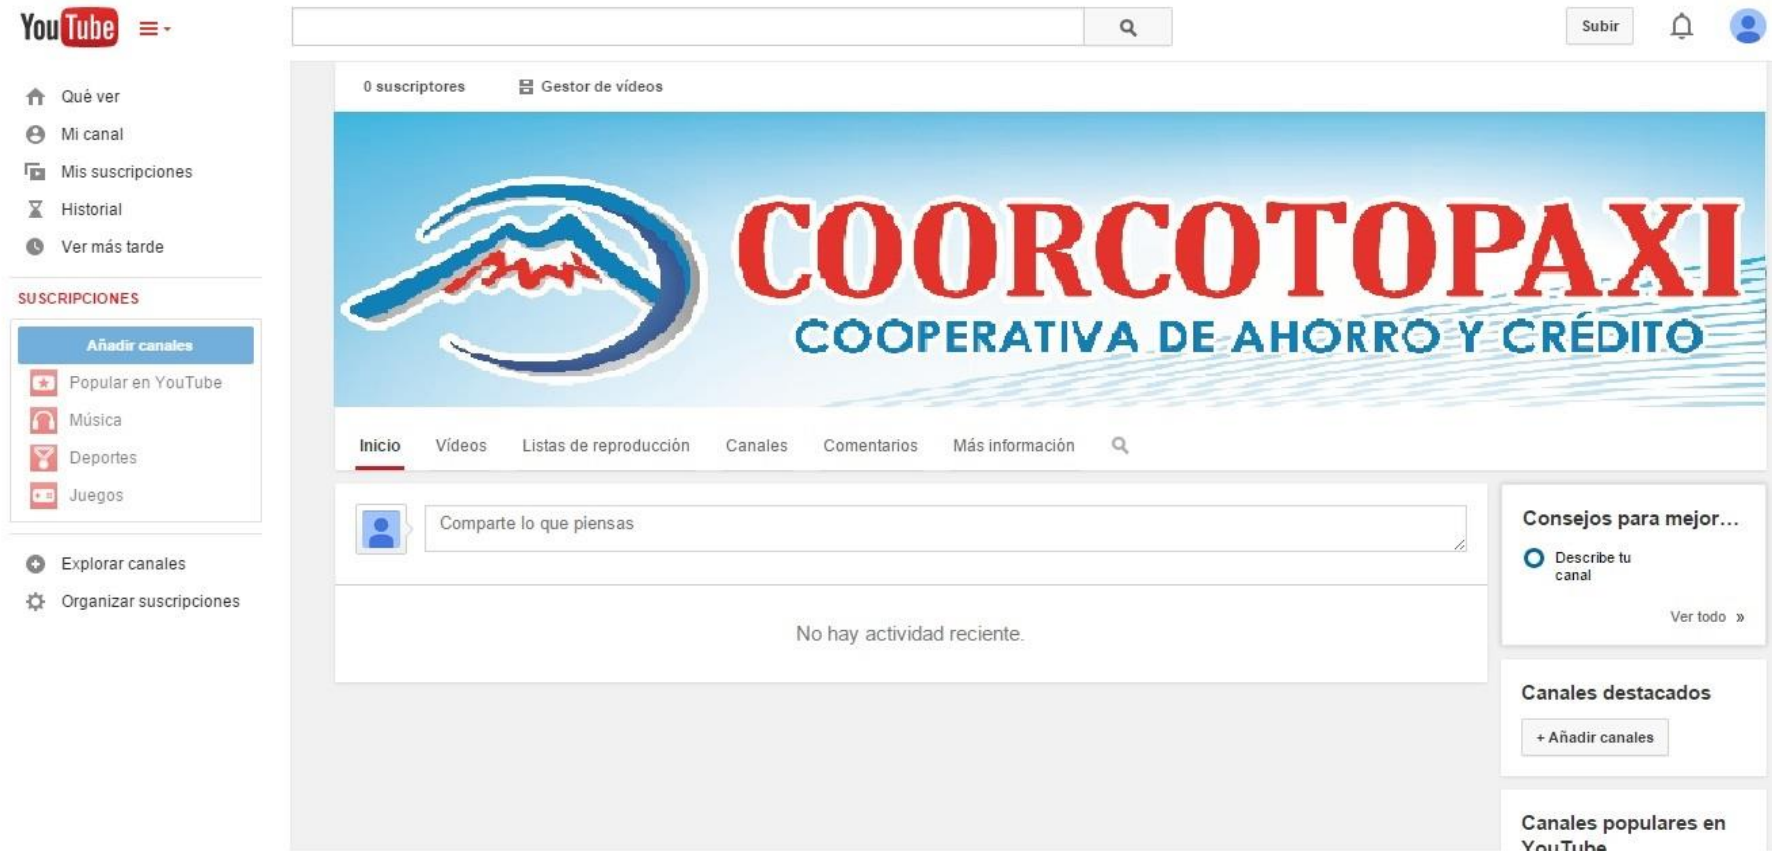 YouTube
Subir
Què ver
Mi canal
Mis suscripciones
Historial
Ver más tarde
SUSCRIPCIONES
Añadir canales
Popular en YouTube
Música
Deportes
Juegos
Explorar canales
Organizar suscripciones
0 suscriptores
Gestor de vídeos
COORCOTOPAXI
COOPERATIVA DE AHORRO Y CRÉDITO
Inicio Vídeos Listas de reproducción Canales Comentarios Más información
Comparte lo que piensas
No hay actividad reciente.
Consejos para mejor...
Describe tu
canal
Ver todo »
Canales destacados
+ Añadir canales
Canales populares en
YouTube